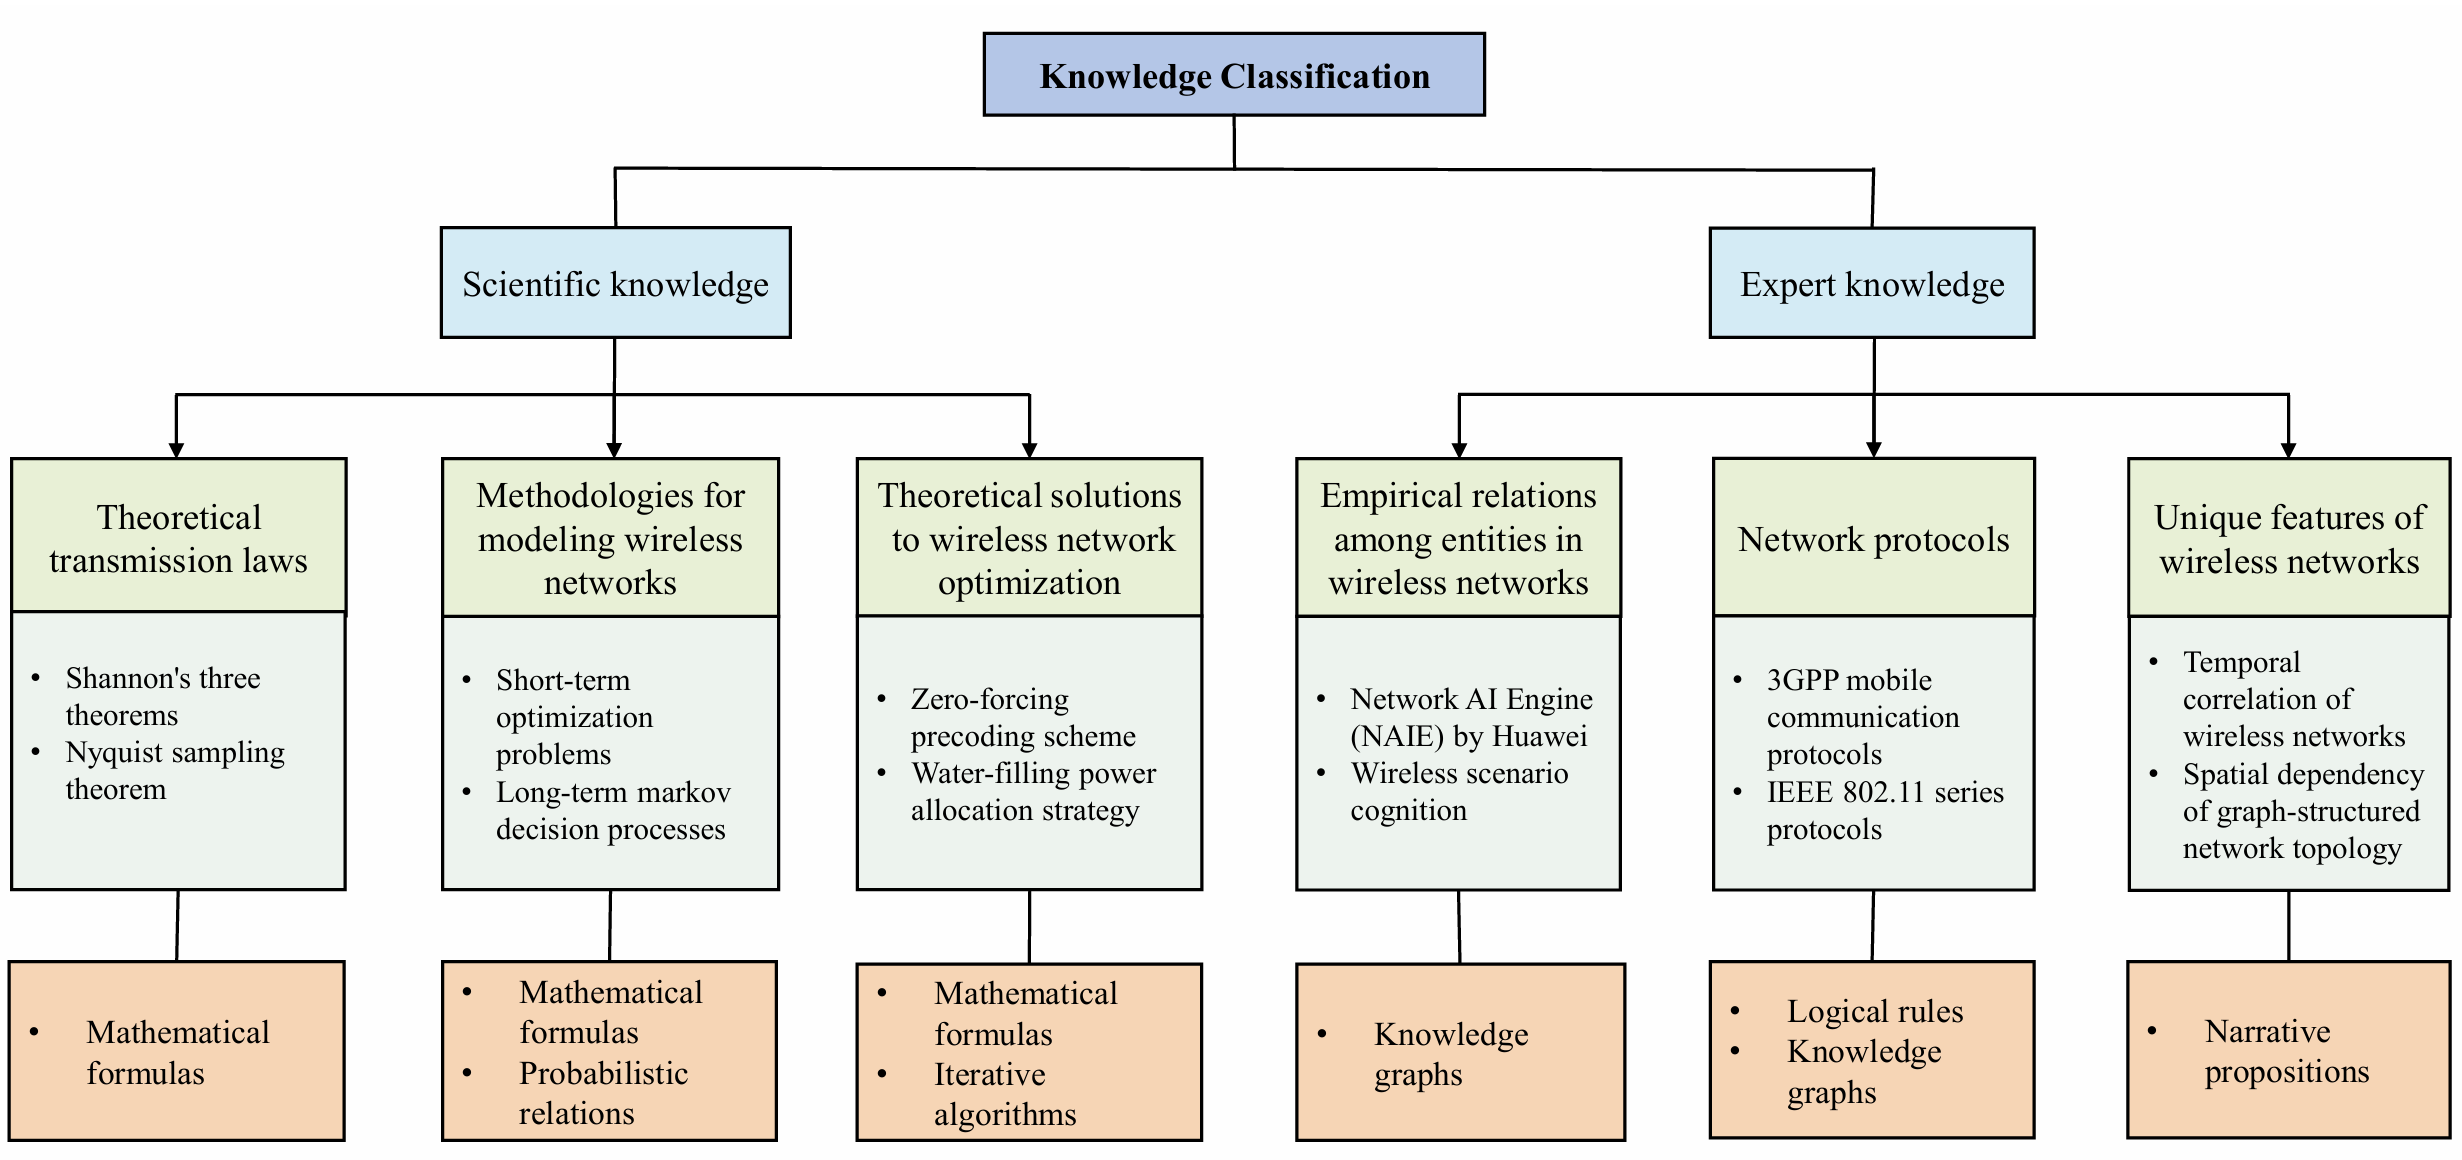 Knowledge Classification
Scientific knowledge
Expert knowledge
Theoretical
transmission laws
• Shannon's three
theorems
• Nyquist sampling
theorem
• Mathematical
formulas
Methodologies for
modeling wireless
networks
• Short-term
optimization
problems
• Long-term markov
decision processes
• Mathematical
formulas
• Probabilistic
relations
Theoretical solutions
to wireless network
optimization
• Zero-forcing
precoding scheme
• Water-filling power
allocation strategy
• Mathematical
formulas
• Iterative
algorithms
Empirical relations
among entities in
wireless networks
• Network AI Engine
(NAIE) by Huawei
• Wireless scenario
cognition
• Knowledge
graphs
Network protocols
• 3GPP mobile
communication
protocols
• IEEE 802.11 series
protocols
• Logical rules
• Knowledge
graphs
Unique features of
wireless networks
• Temporal
correlation of
wireless networks
• Spatial dependency
of graph-structured
network topology
• Narrative
propositions